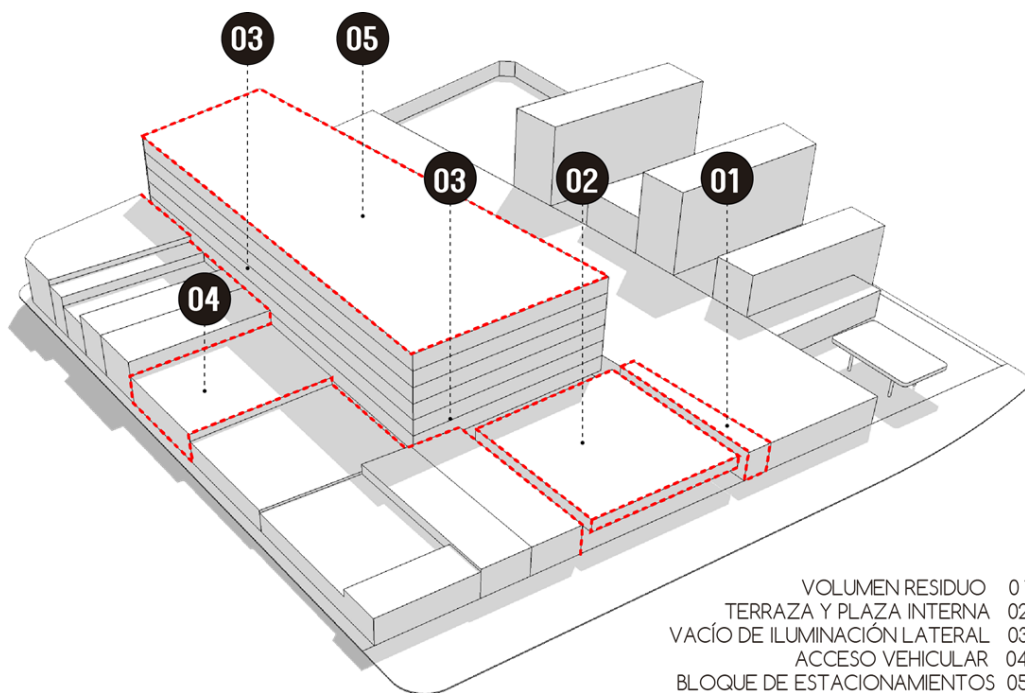 03
05
03
02
01
04
VOLUMEN RESIDUO 01
TERRAZA Y PLAZA INTERNA 02
VACÍO DE ILUMINACIÓN LATERAL 03
ACCESO VEHICULAR 04
BLOQUE DE ESTACIONAMIENTOS 05